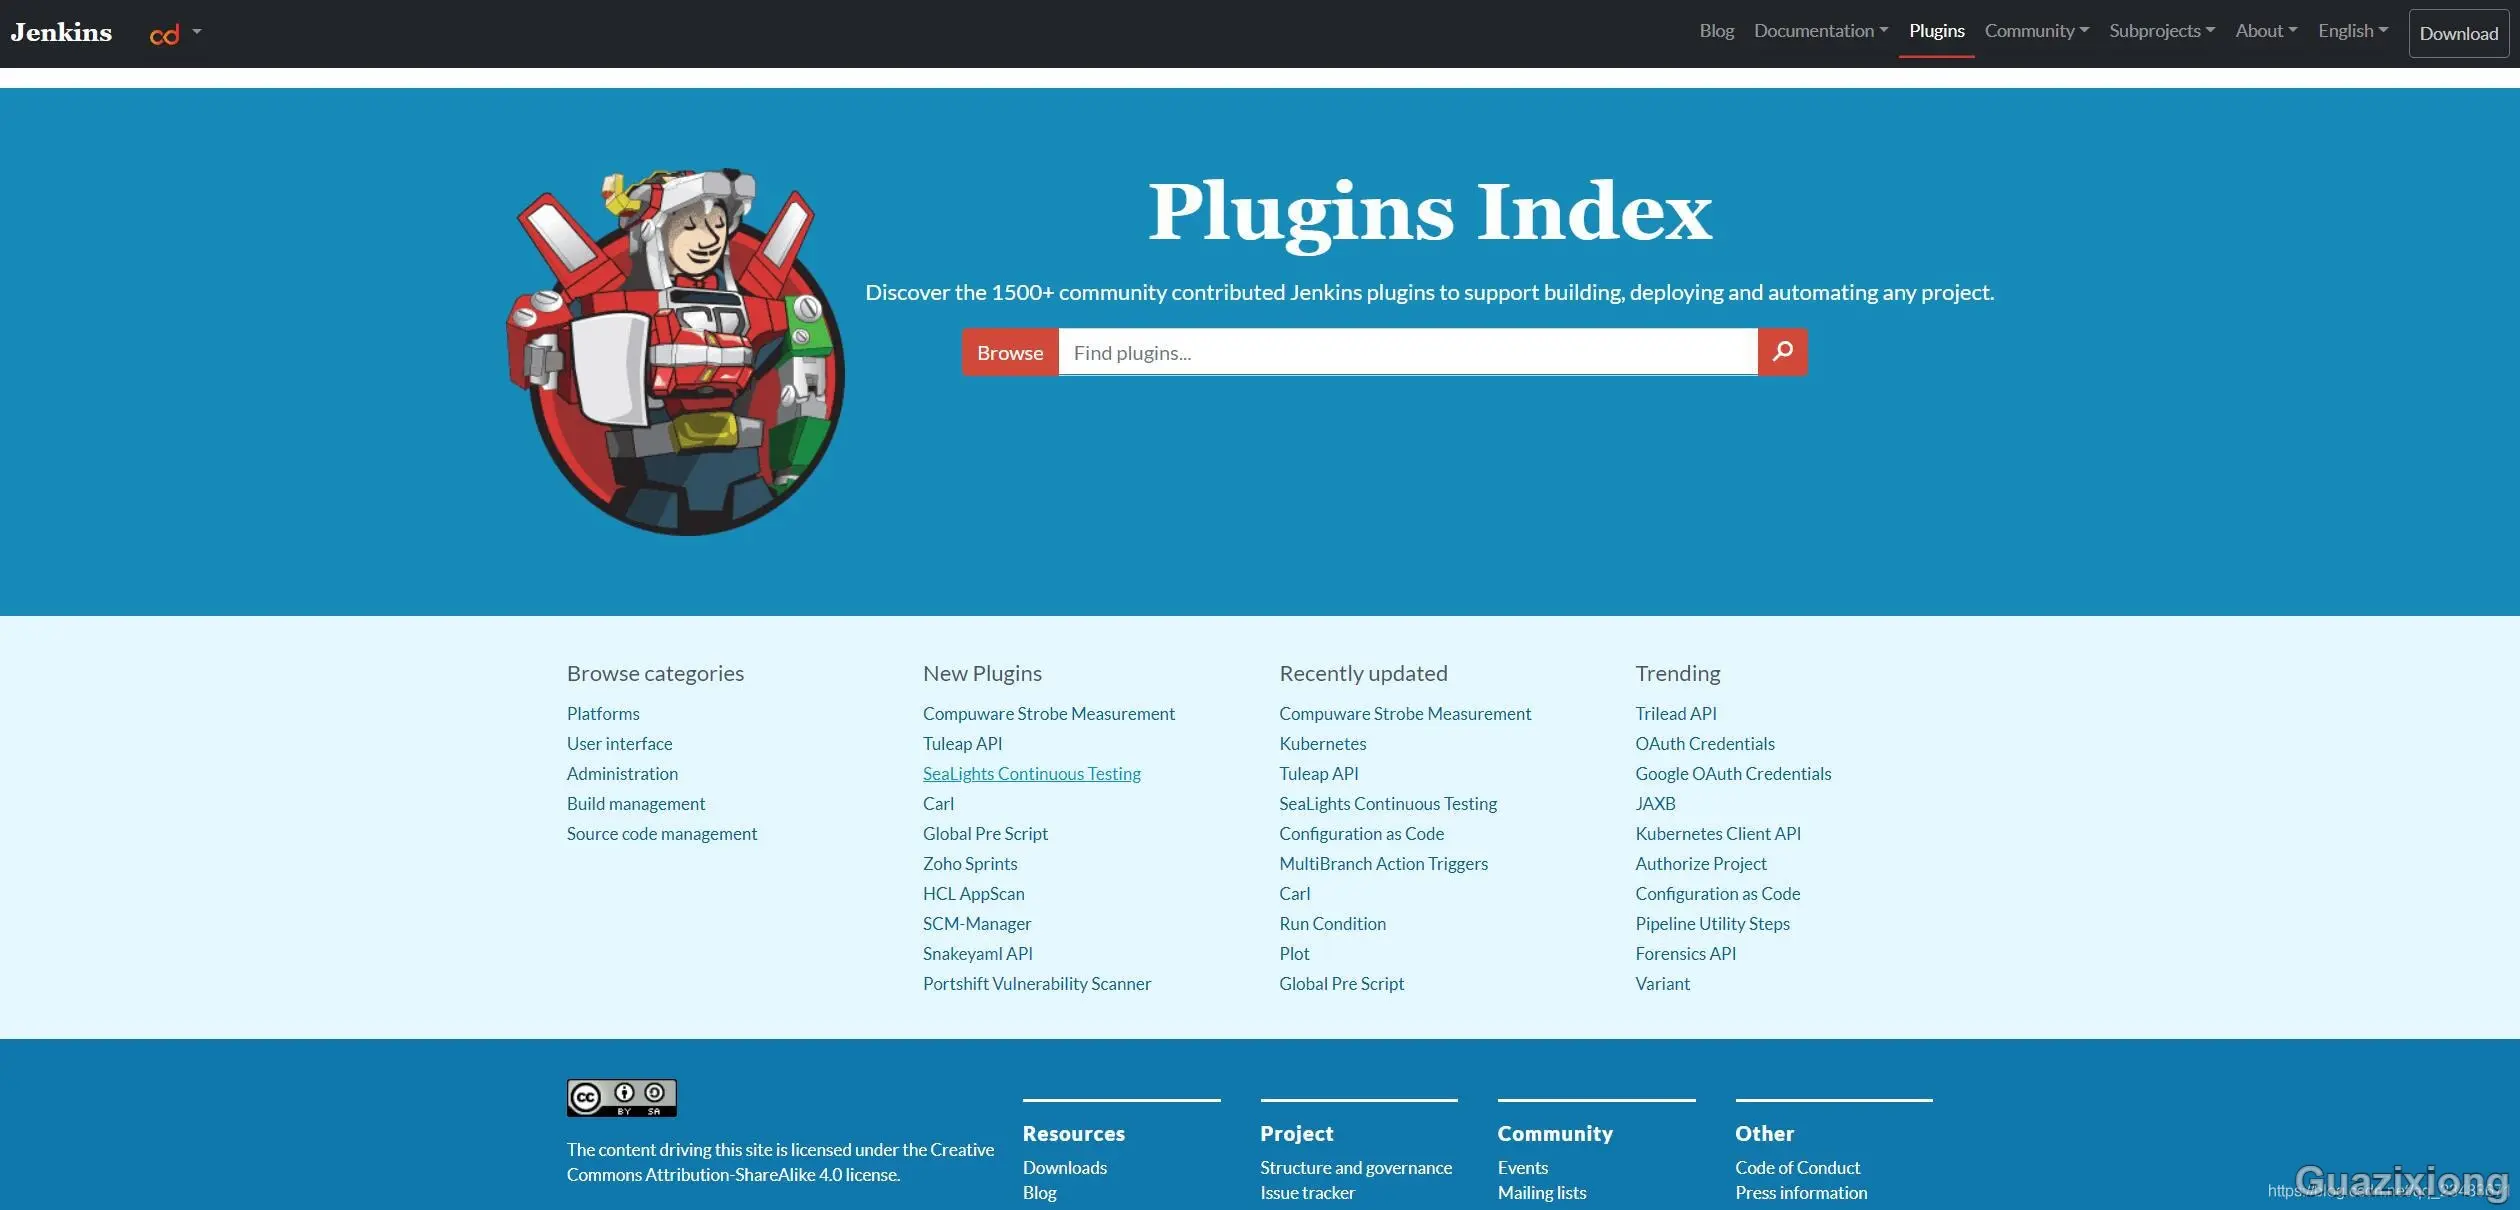 Jenkins
cd
Blog Documentation Plugins Community Subprojects About English Download
Plugins Index
Discover the 1500+ community contributed Jenkins plugins to support building, deploying and automating any project.
Browse Find plugins...
Browse categories
Platforms
User interface
Administration
Build management
Source code management
New Plugins
Compuware Strobe Measurement
Tuleap API
SeaLights Continuous Testing
Carl
Global Pre Script
Zoho Sprints
HCL AppScan
SCM-Manager
Snakeyaml API
Portshift Vulnerability Scanner
Recently updated
Compuware Strobe Measurement
Kubernetes
Tuleap API
SeaLights Continuous Testing
Configuration as Code
MultiBranch Action Triggers
Carl
Run Condition
Plot
Global Pre Script
Trending
Trilead API
OAuth Credentials
Google OAuth Credentials
JAXB
Kubernetes Client API
Authorize Project
Configuration as Code
Pipeline Utility Steps
Forensics API
Variant
cc BY SA
The content driving this site is licensed under the Creative
Commons Attribution-ShareAlike 4.0 license.
Resources
Downloads
Blog
Project
Structure and governance
Issue tracker
Community
Events
Mailing lists
Other
Code of Conduct
Press information
Guazixiong